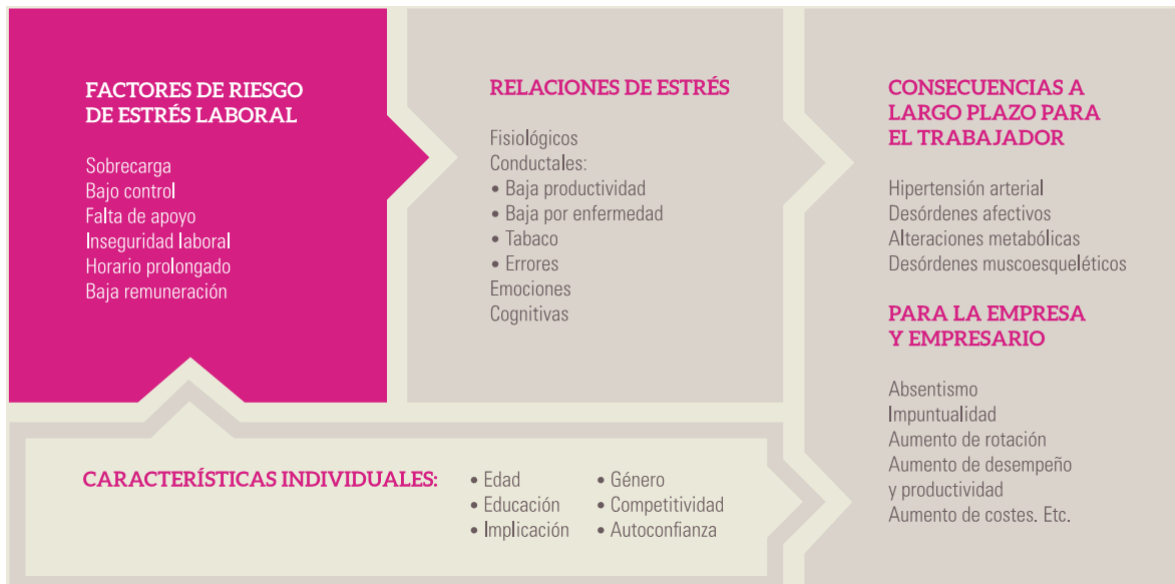 FACTORES DE RIESGO
DE ESTRÉS LABORAL
Sobrecarga
Bajo control
Falta de apoyo
Inseguridad laboral
Horario prolongado
Baja remuneración
RELACIONES DE ESTRÉS
Fisiológicos
Conductales:
• Baja productividad
• Baja por enfermedad
• Tabaco
• Errores
Emociones
Cognitivas
CONSECUENCIAS A
LARGO PLAZO PARA
EL TRABAJADOR
Hipertensión arterial
Desórdenes afectivos
Alteraciones metabólicas
Desórdenes muscoesqueléticos
PARA LA EMPRESA
Y EMPRESARIO
Absentismo
Impuntualidad
Aumento de rotación
Aumento de desempeño
y productividad
Aumento de costes. Etc.
CARACTERÍSTICAS INDIVIDUALES:
• Edad
• Educación
• Implicación
• Género
• Competitividad
• Autoconfianza